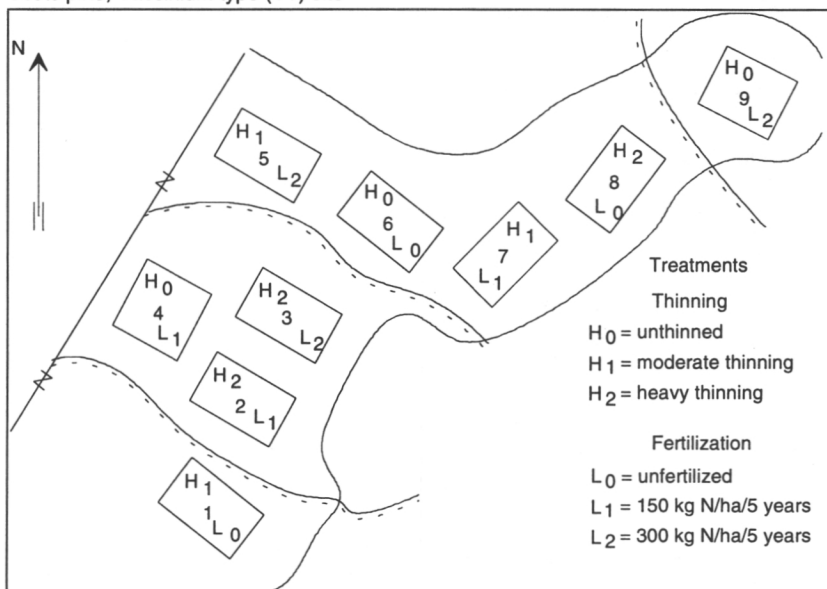 N
H1
5
L2
H0
6
L0
H1
7
L1
H2
8
L0
H0
9
L2
H0
4
L1
H2
3
L2
H2
2
L1
H1
1
L0
Treatments
Thinning
H0 = unthinned
H1 = moderate thinning
H2 = heavy thinning
Fertilization
L0 = unfertilized
L1 = 150 kg N/ha/5 years
L2 = 300 kg N/ha/5 years